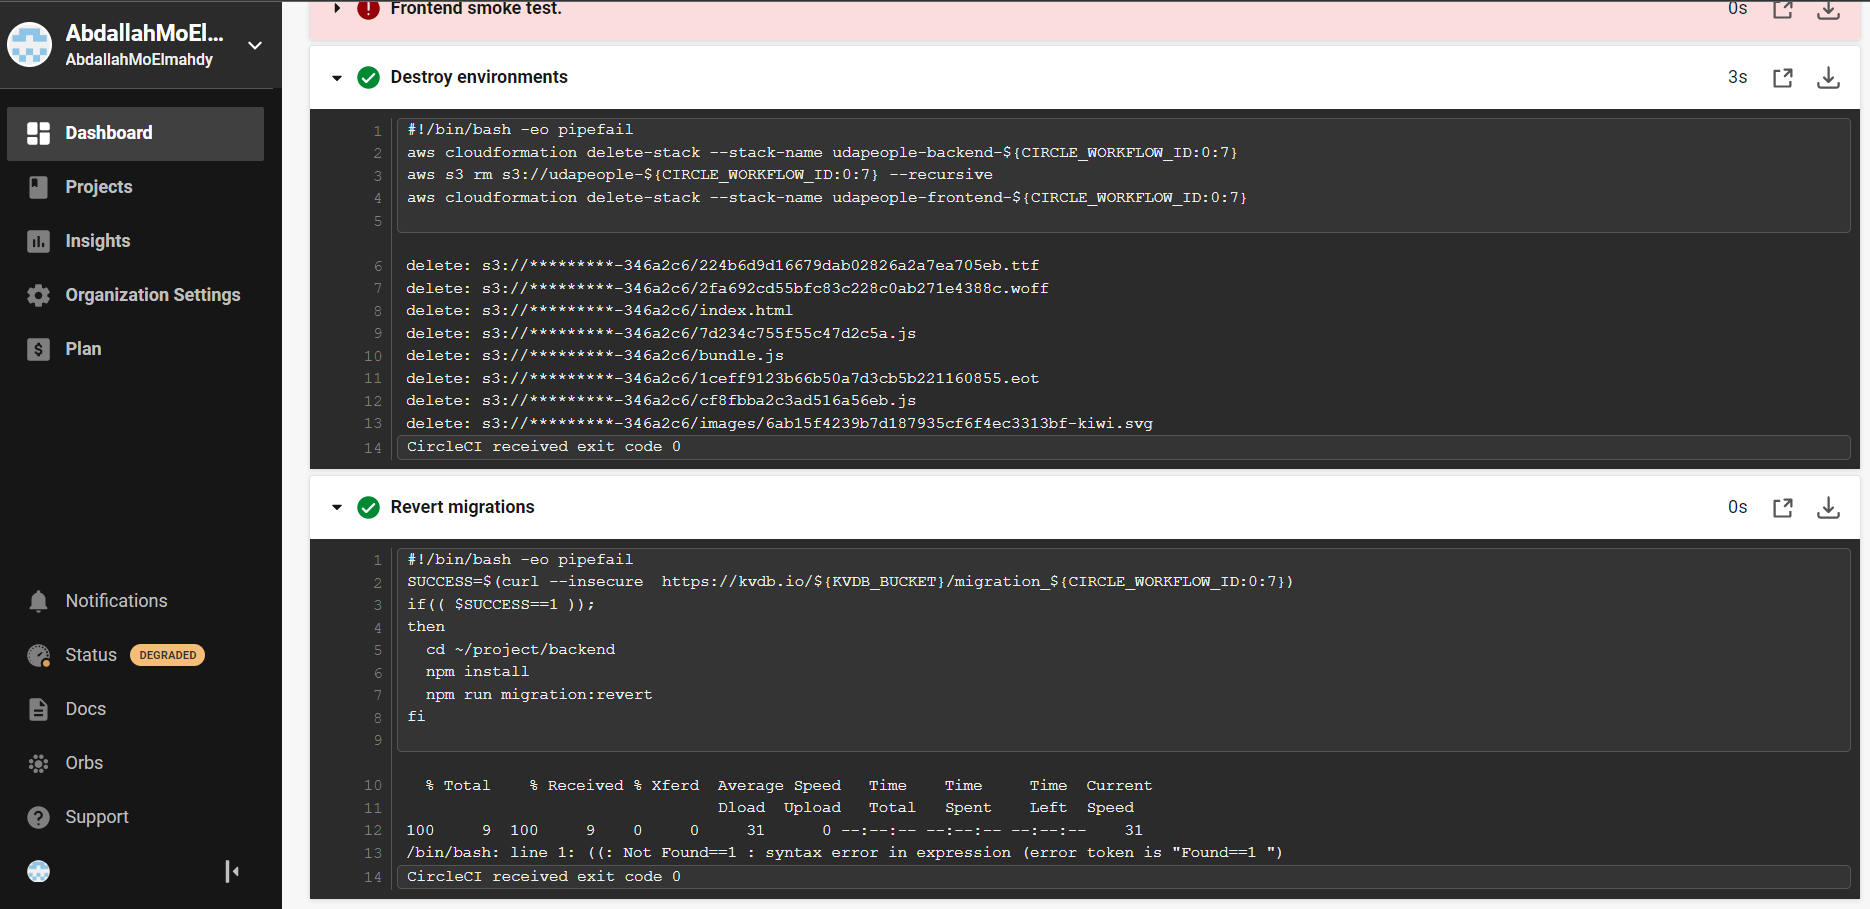 AbdallahMoEl...
AbdallahMoElmahdy
Dashboard
Projects
Insights
Organization Settings
Plan
Notifications
Status DEGRADED
Docs
Orbs
Support
Frontend smoke test. 0s
Destroy environments 3s
1 #!/bin/bash -eo pipefail
2 aws cloudformation delete-stack --stack-name udapeople-backend-${CIRCLE_WORKFLOW_ID:0:7}
3 aws s3 rm s3://udapeople-${CIRCLE_WORKFLOW_ID:0:7} --recursive
4 aws cloudformation delete-stack --stack-name udapeople-frontend-${CIRCLE_WORKFLOW_ID:0:7}
5
6 delete: s3://*********-346a2c6/224b6d9d16679dab02826a2a7ea705eb.ttf
7 delete: s3://*********-346a2c6/2fa692cd55bfc83c228c0ab271e4388c.woff
8 delete: s3://*********-346a2c6/index.html
9 delete: s3://*********-346a2c6/7d234c755f55c47d2c5a.js
10 delete: s3://*********-346a2c6/bundle.js
11 delete: s3://*********-346a2c6/1ceff9123b66b50a7d3cb5b221160855.eot
12 delete: s3://*********-346a2c6/cf8fbba2c3ad516a56eb.js
13 delete: s3://*********-346a2c6/images/6ab15f4239b7d187935cf6f4ec3313bf-kiwi.svg
14 CircleCI received exit code 0
Revert migrations 0s
1 #!/bin/bash -eo pipefail
2 SUCCESS=$(curl --insecure  https://kvdb.io/${KVDB_BUCKET}/migration_${CIRCLE_WORKFLOW_ID:0:7})
3 if(( $SUCCESS==1 ));
4 then
5 cd ~/project/backend
6 npm install
7 npm run migration:revert
8 fi
9
10 % Total % Received % Xferd Average Speed Time Time Time Current
11 Dload Upload Total Spent Left Speed
12 100 9 100 9 0 0 31 0 --:--:-- --:--:-- --:--:-- 31
13 /bin/bash: line 1: ((: Not Found==1 : syntax error in expression (error token is "Found==1 ")
14 CircleCI received exit code 0